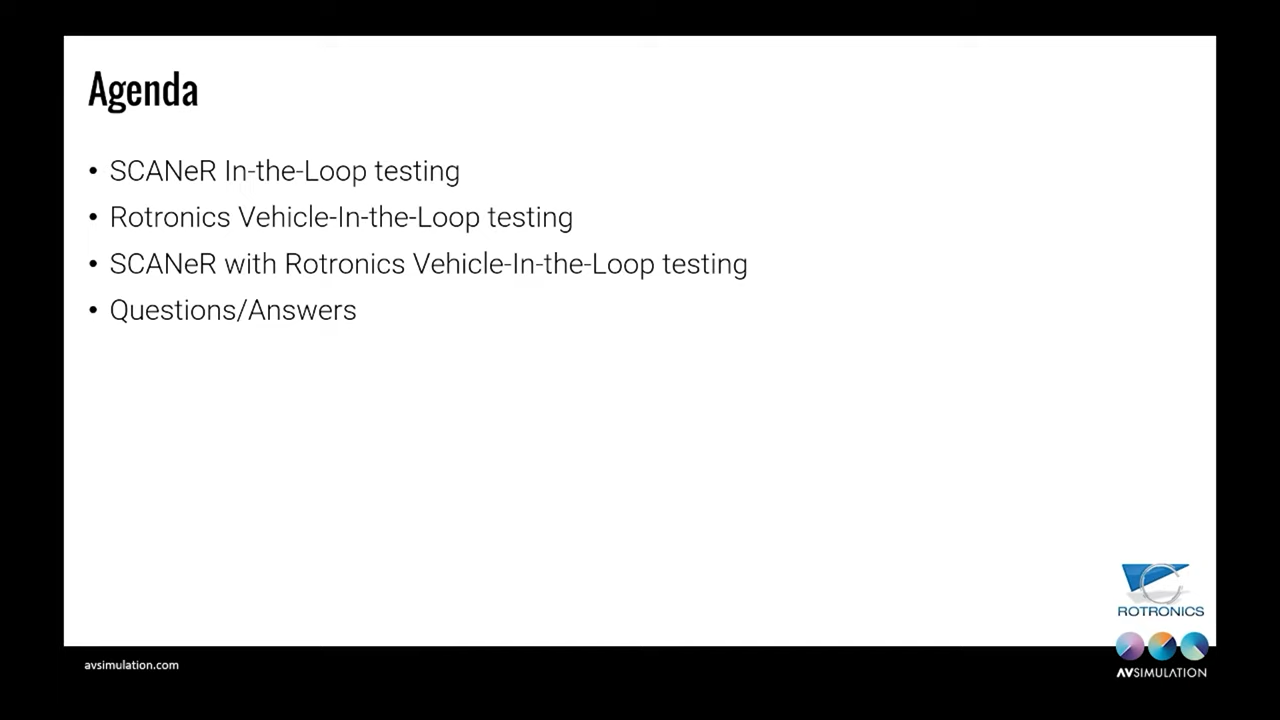 Agenda
• SCANeR In-the-Loop testing
• Rotronics Vehicle-In-the-Loop testing
• SCANeR with Rotronics Vehicle-In-the-Loop testing
• Questions/Answers
ROTRONICS
avsimulation.com
AVSIMULATION